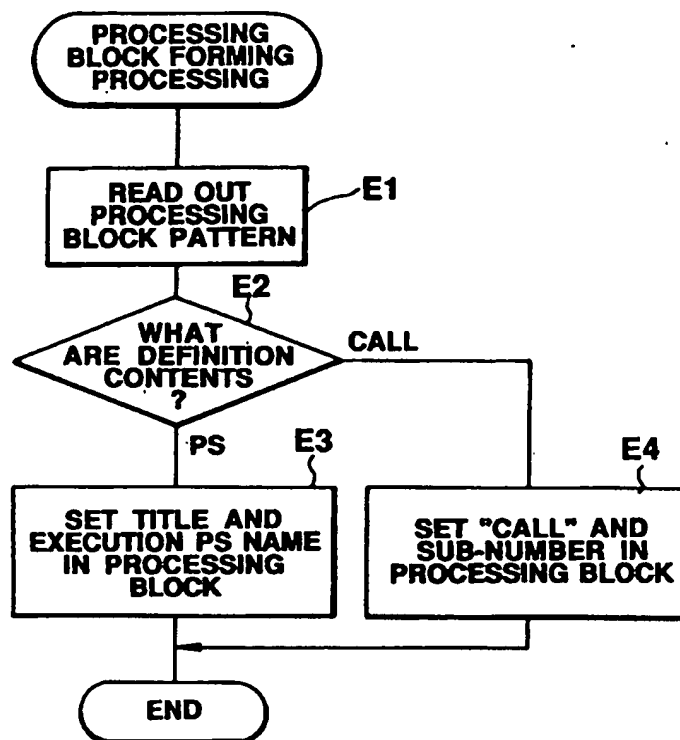 PROCESSING
BLOCK FORMING
PROCESSING
READ OUT
PROCESSING
BLOCK PATTERN
E1
E2
WHAT
ARE DEFINITION
CONTENTS
?
CALL
PS
E3
SET TITLE AND
EXECUTION PS NAME
IN PROCESSING
BLOCK
E4
SET "CALL" AND
SUB-NUMBER IN
PROCESSING BLOCK
END